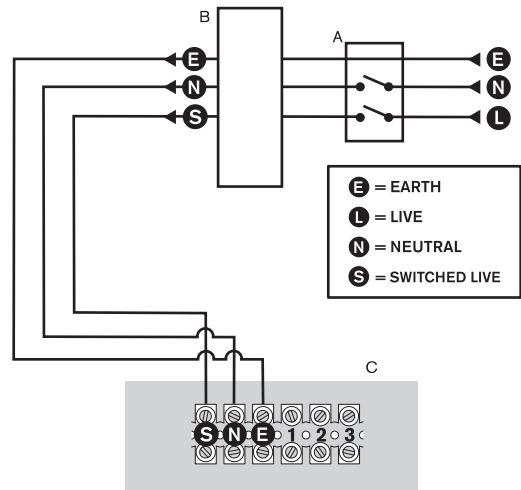 B
A
E E
N N
S L
E = EARTH
L = LIVE
N = NEUTRAL
S = SWITCHED LIVE
C
S N E 1 2 3